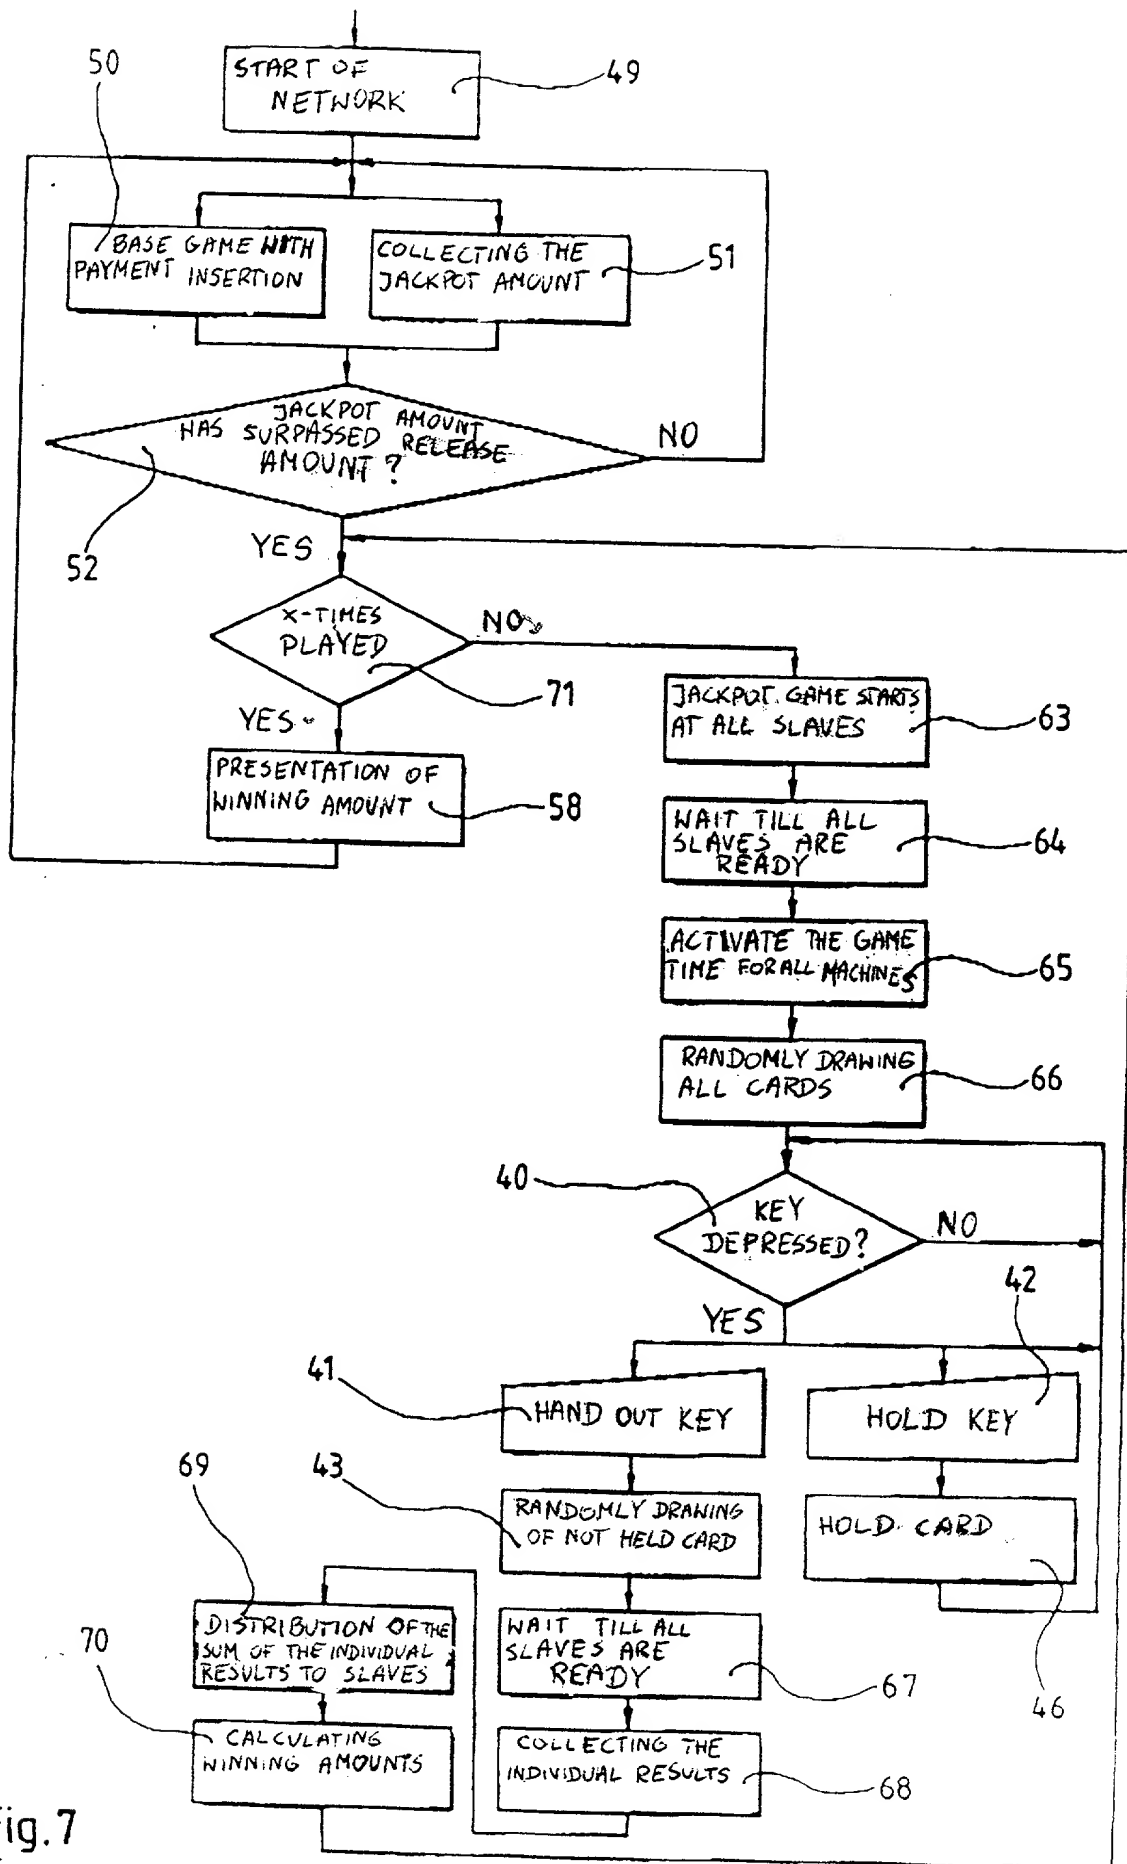 START OF
NETWORK
49
50
BASE GAME WITH
PAYMENT INSERTION
COLLECTING THE
JACKPOT AMOUNT
51
JACKPOT AMOUNT
HAS SURPASSED RELEASE
AMOUNT?
NO
52
YES
X-TIMES
PLAYED
NO
71
YES
PRESENTATION OF
WINNING AMOUNT
58
JACKPOT GAME STARTS
AT ALL SLAVES
63
WAIT TILL ALL
SLAVES ARE
READY
64
ACTIVATE THE GAME
TIME FOR ALL MACHINES
65
RANDOMLY DRAWING
ALL CARDS
66
40
KEY
DEPRESSED?
NO
YES
42
41
HAND OUT KEY
HOLD KEY
43
RANDOMLY DRAWING
OF NOT HELD CARD
HOLD CARD
46
69
DISTRIBUTION OF THE
SUM OF THE INDIVIDUAL
RESULTS TO SLAVES
WAIT TILL ALL
SLAVES ARE
READY
67
70
CALCULATING
WINNING AMOUNTS
COLLECTING THE
INDIVIDUAL RESULTS
68
Fig.7